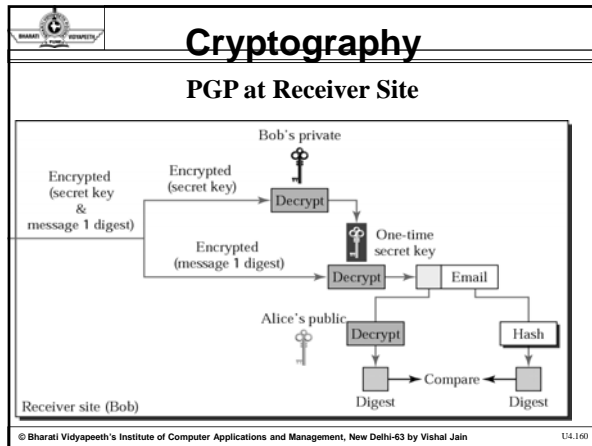 BHARATI
VIDYAPEETH
Cryptography
PGP at Receiver Site
Bob's private
Encrypted
(secret key
&
message 1 digest)
Encrypted
(secret key)
Decrypt
One-time
secret key
Encrypted
(message 1 digest)
Decrypt
Email
Alice's public
Decrypt
Hash
Compare
Digest
Digest
Receiver site (Bob)
© Bharati Vidyapeeth's Institute of Computer Applications and Management, New Delhi-63 by Vishal Jain
U4.160